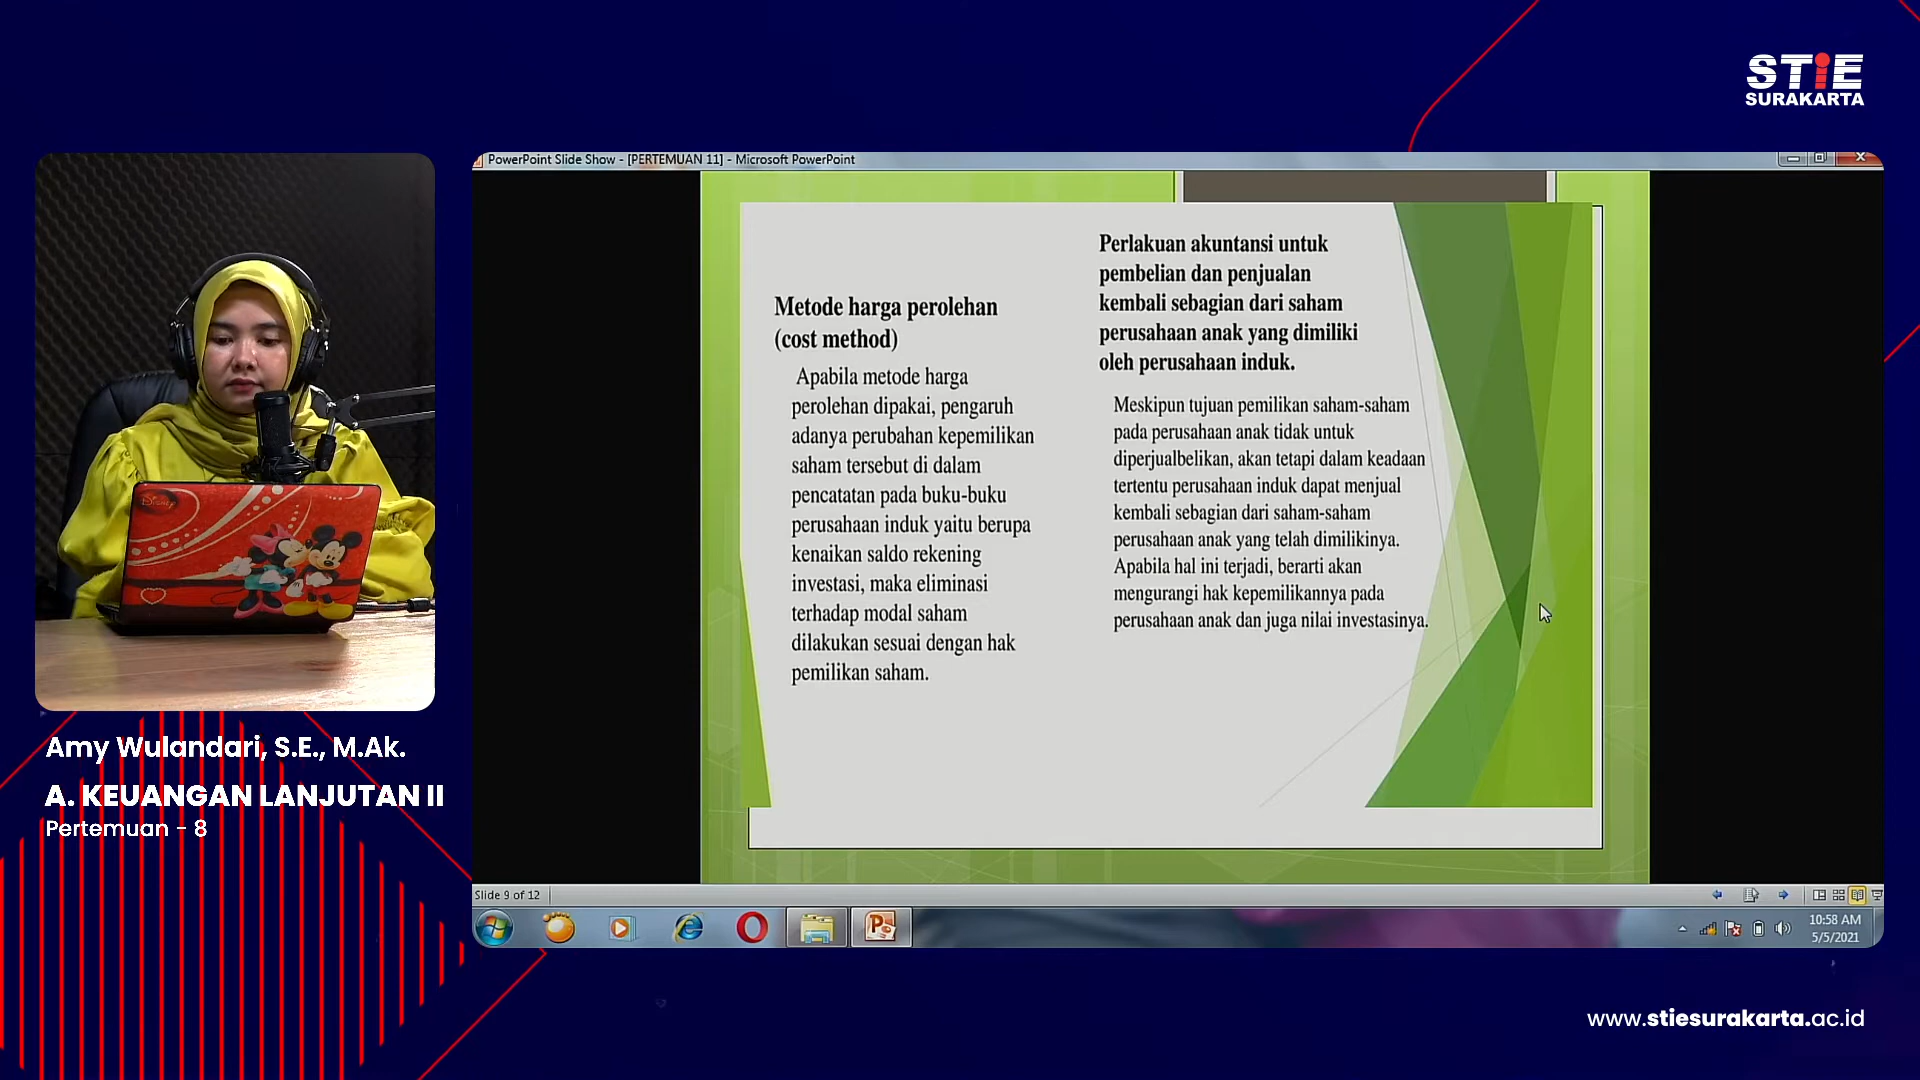 STiE
SURAKARTA
PowerPoint Slide Show - [PERTEMUAN 11] - Microsoft PowerPoint
Metode harga perolehan
(cost method)
Apabila metode harga
perolehan dipakai, pengaruh
adanya perubahan kepemilikan
saham tersebut di dalam
pencatatan pada buku-buku
perusahaan induk yaitu berupa
kenaikan saldo rekening
investasi, maka eliminasi
terhadap modal saham
dilakukan sesuai dengan hak
pemilikan saham.
Perlakuan akuntansi untuk
pembelian dan penjualan
kembali sebagian dari saham
perusahaan anak yang dimiliki
oleh perusahaan induk.
Meskipun tujuan pemilikan saham-saham
pada perusahaan anak tidak untuk
diperjualbelikan, akan tetapi dalam keadaan
tertentu perusahaan induk dapat menjual
kembali sebagian dari saham-saham
perusahaan anak yang telah dimilikinya.
Apabila hal ini terjadi, berarti akan
mengurangi hak kepemilikannya pada
perusahaan anak dan juga nilai investasinya.
Disney
Amy Wulandari, S.E., M.Ak.
A. KEUANGAN LANJUTAN II
Pertemuan - 8
Slide 9 of 12
10:58 AM
5/5/2021
www.stiesurakarta.ac.id